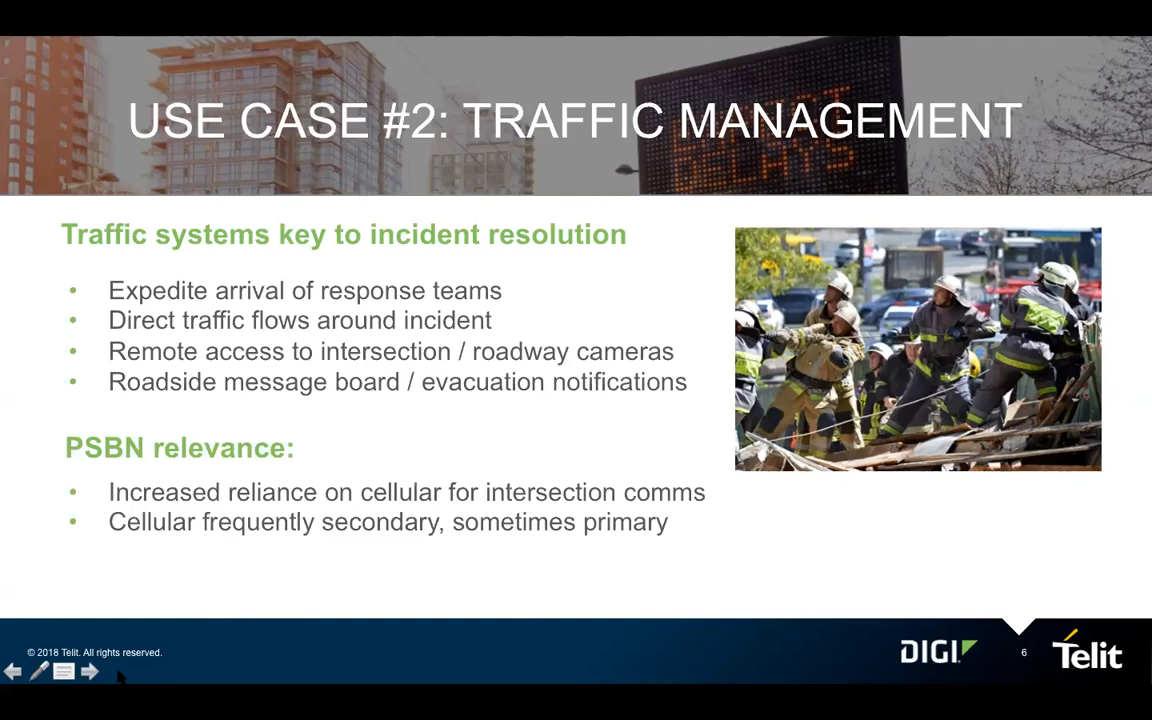 USE CASE #2: TRAFFIC MANAGEMENT
DELAYS
Traffic systems key to incident resolution
• Expedite arrival of response teams
• Direct traffic flows around incident
• Remote access to intersection / roadway cameras
• Roadside message board / evacuation notifications
PSBN relevance:
• Increased reliance on cellular for intersection comms
• Cellular frequently secondary, sometimes primary
© 2018 Telit. All rights reserved.
DIGI
6
Telit